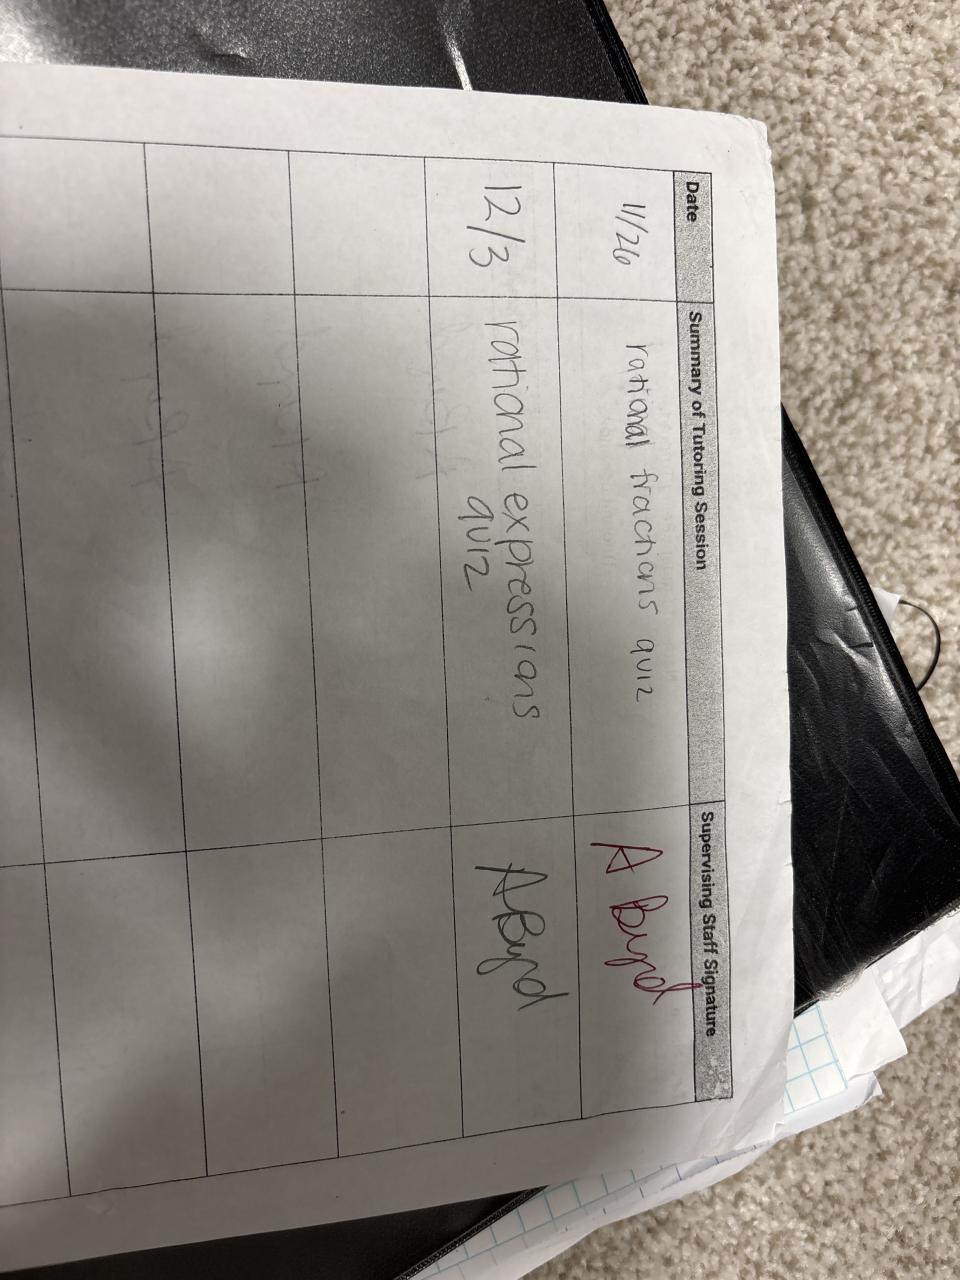 Date Summary of Tutoring Session Supervising Staff Signature
11/26 rational fractions quiz A Byrd
12/3 rational expressions AByrd
quiz